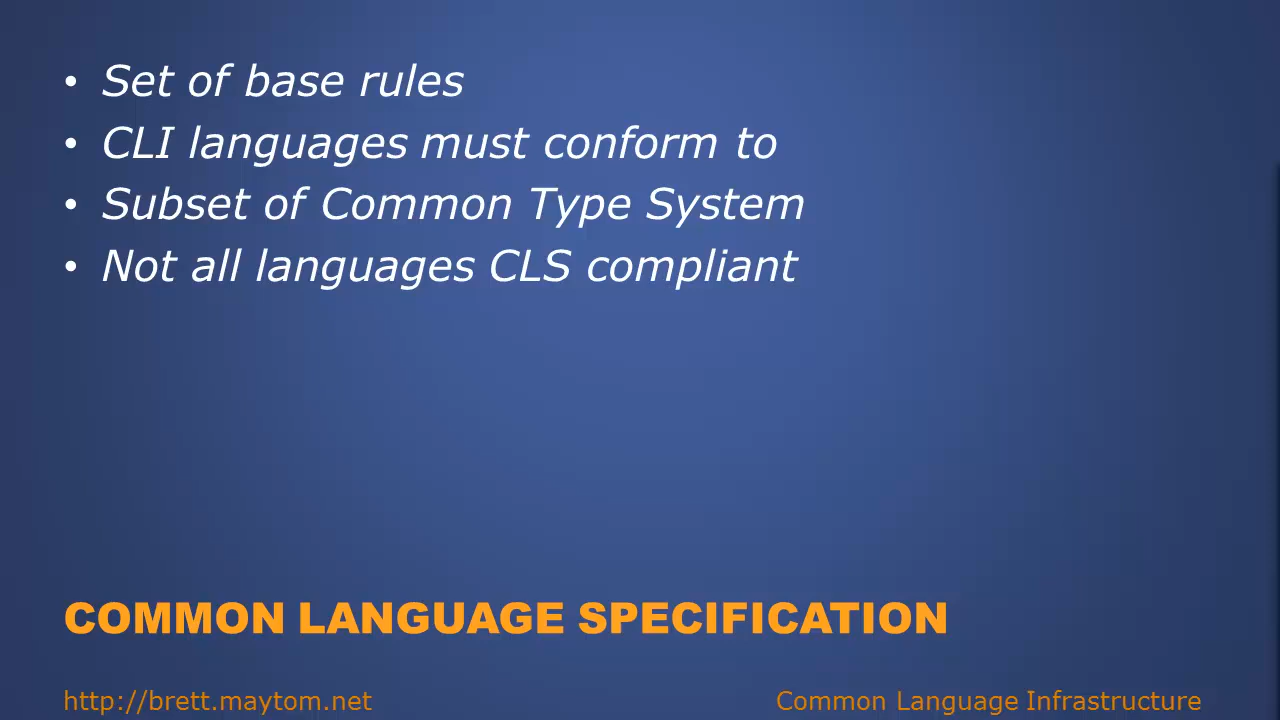 • Set of base rules
• CLI languages must conform to
• Subset of Common Type System
• Not all languages CLS compliant
COMMON LANGUAGE SPECIFICATION
http://brett.maytom.net
Common Language Infrastructure